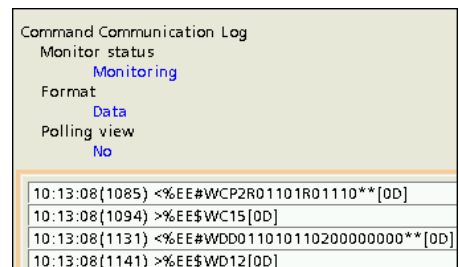 Command Communication Log
Monitor status
Monitoring
Format
Data
Polling view
No
10:13:08(1085) <%EE#WCP2R01101R01110**[0D]
10:13:08(1094) >%EE$WC15[0D]
10:13:08(1131) <%EE#WDD011010110200000000**[0D]
10:13:08(1141) >%EE$WD12[0D]